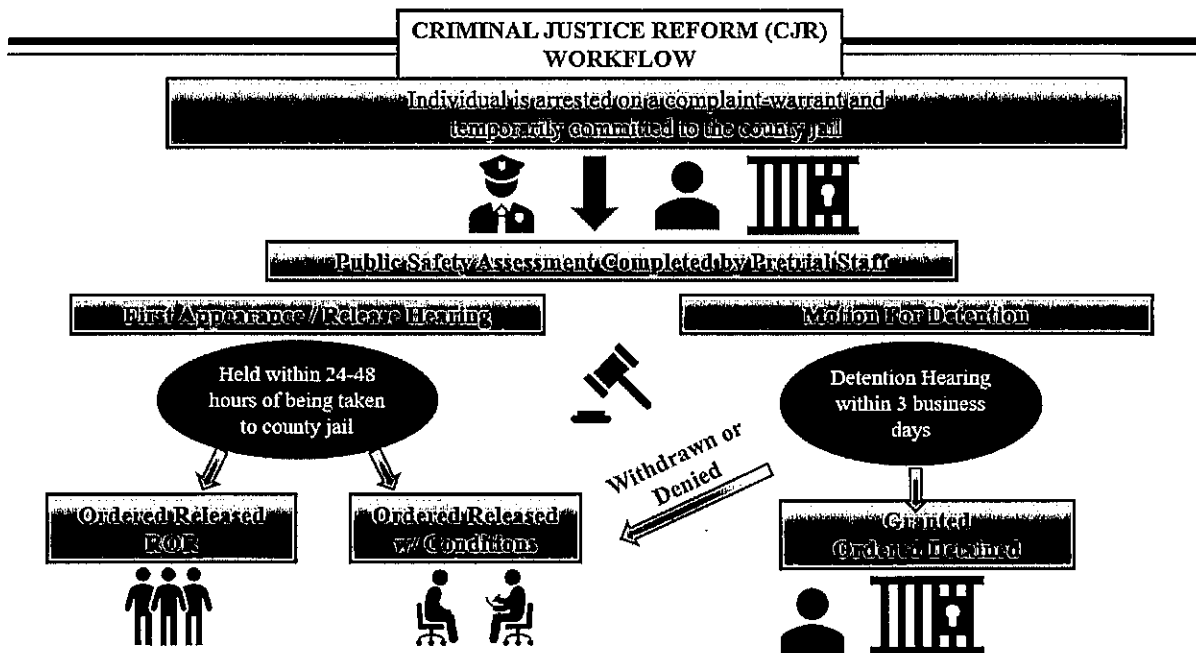 CRIMINAL JUSTICE REFORM (CJR)
WORKFLOW
Individual is arrested on a complaint-warrant and
temporarily committed to the county jail
Public Safety Assessment Completed by Pretrial Staff
First Appearance / Release Hearing
Motion For Detention
Held within 24-48
hours of being taken
to county jail
Detention Hearing
within 3 business
days
Withdrawn or
Denied
Ordered Released
ROR
Ordered Released
w/ Conditions
Granted
Ordered Detained